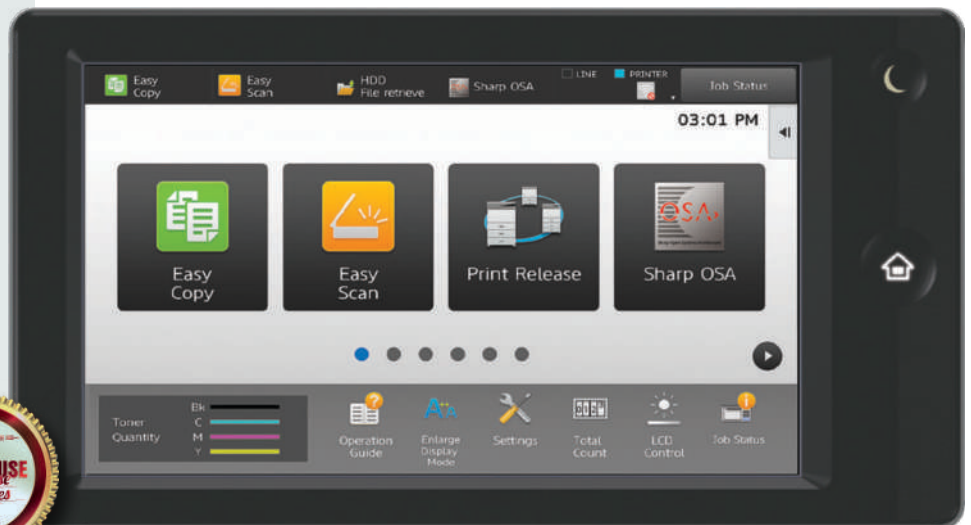 Easy
Copy
Easy
Scan
HDD
File retrieve
Sharp OSA
LINE
PRINTER
Job Status
03:01 PM
Easy
Copy
Easy
Scan
Print Release
OSA
Sharp OSA
Toner
Quantity
Bk
C
M
Y
Operation
Guide
Enlarge
Display
Mode
Settings
Total
Count
LCD
Control
Job Status